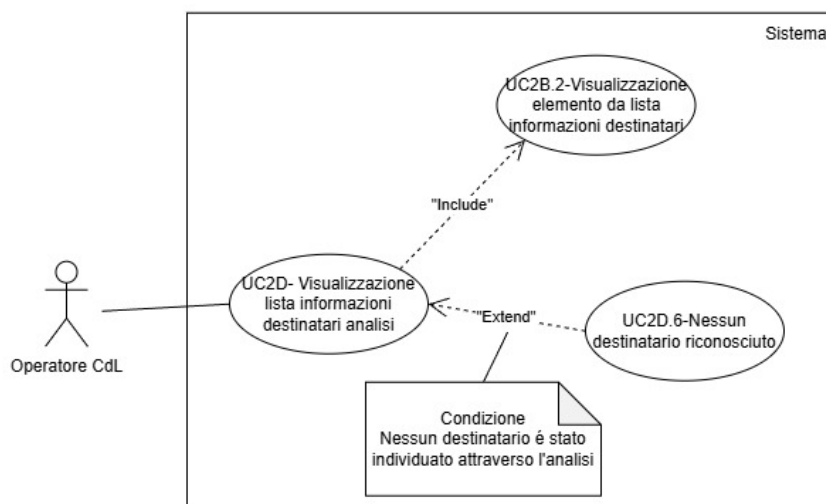 Sistema
UC2B.2-Visualizzazione
elemento da lista
informazioni destinatari
"Include"
UC2D- Visualizzazione
lista informazioni
destinatari analisi
"Extend"
UC2D.6-Nessun
destinatario riconosciuto
Operatore CdL
Condizione
Nessun destinatario é stato
individuato attraverso l'analisi